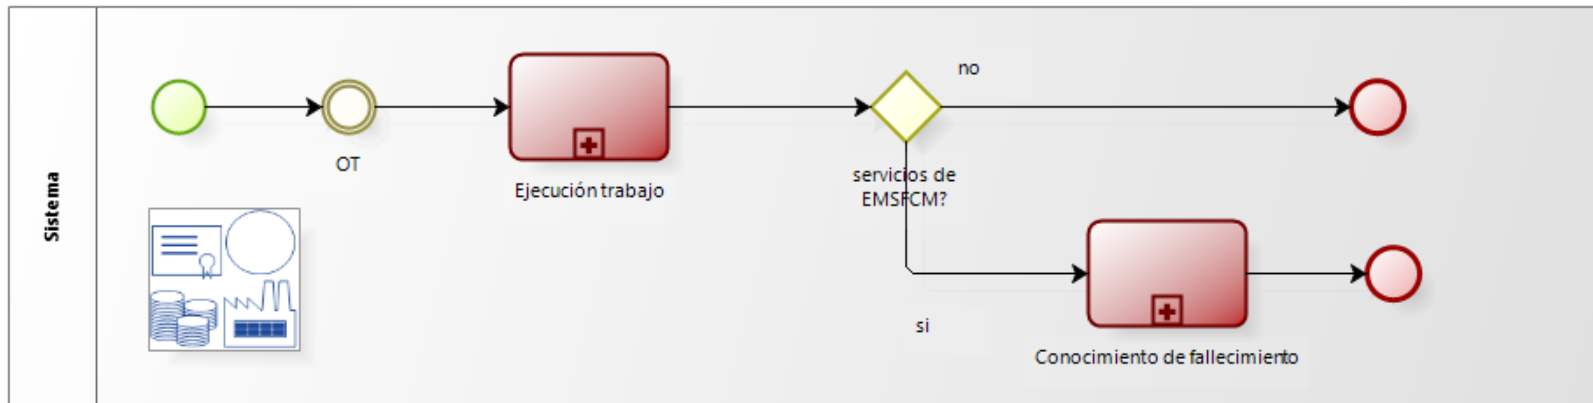 Sistema
OT
Ejecución trabajo
servicios de
EMSFCM?
no
si
Conocimiento de fallecimiento